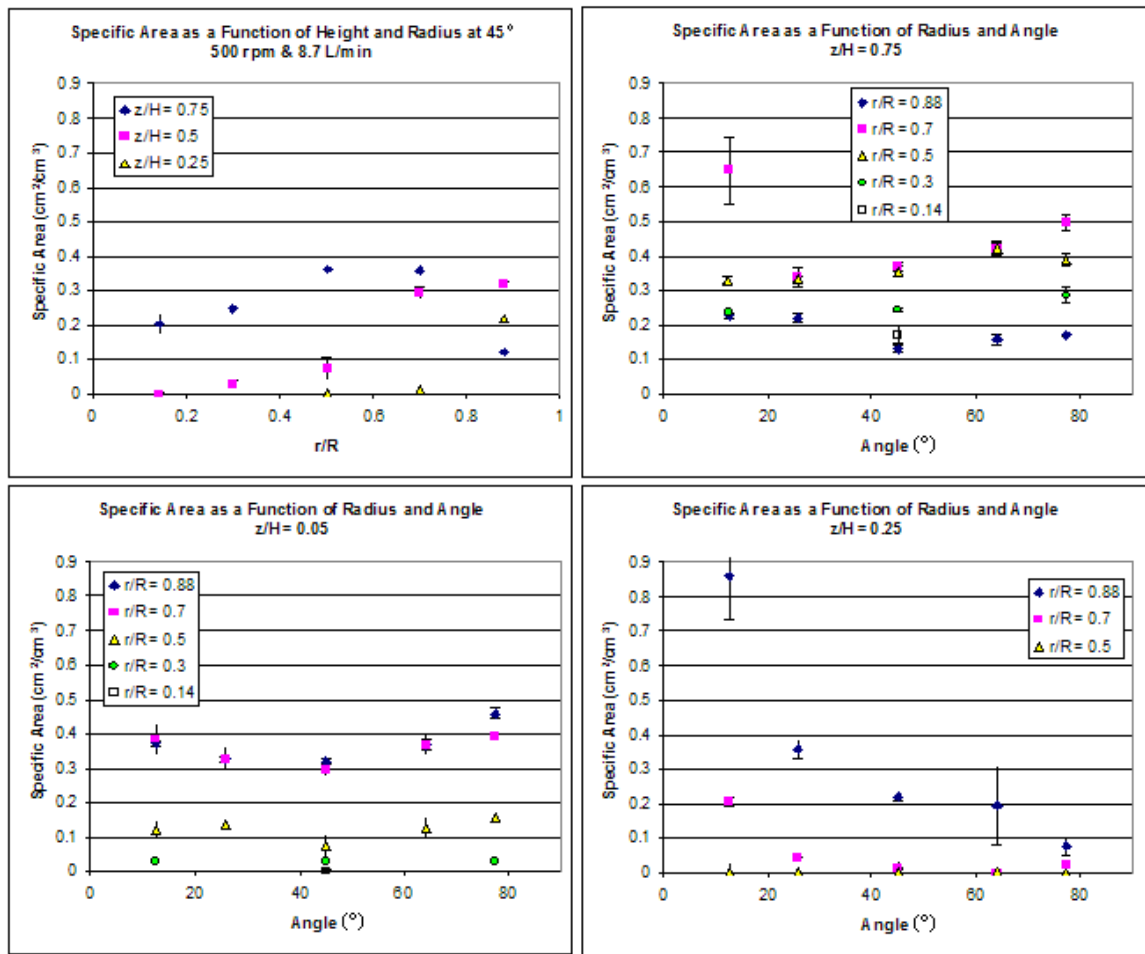 Specific Area as a Function of Height and Radius at 45°
500 rpm & 8.7 L/min
Specific Area (cm²/cm³)
0.9
0.8
0.7
0.6
0.5
0.4
0.3
0.2
0.1
0
z/H = 0.75
z/H = 0.5
z/H = 0.25
0
0.2
0.4
0.6
0.8
1
r/R
Specific Area as a Function of Radius and Angle
z/H = 0.75
Specific Area (cm²/cm³)
0.9
0.8
0.7
0.6
0.5
0.4
0.3
0.2
0.1
0
r/R = 0.88
r/R = 0.7
r/R = 0.5
r/R = 0.3
r/R = 0.14
0
20
40
60
80
Angle (°)
Specific Area as a Function of Radius and Angle
z/H = 0.05
Specific Area (cm²/cm³)
0.9
0.8
0.7
0.6
0.5
0.4
0.3
0.2
0.1
0
r/R = 0.88
r/R = 0.7
r/R = 0.5
r/R = 0.3
r/R = 0.14
0
20
40
60
80
Angle (°)
Specific Area as a Function of Radius and Angle
z/H = 0.25
Specific Area (cm²/cm³)
0.9
0.8
0.7
0.6
0.5
0.4
0.3
0.2
0.1
0
r/R = 0.88
r/R = 0.7
r/R = 0.5
0
20
40
60
80
Angle (°)